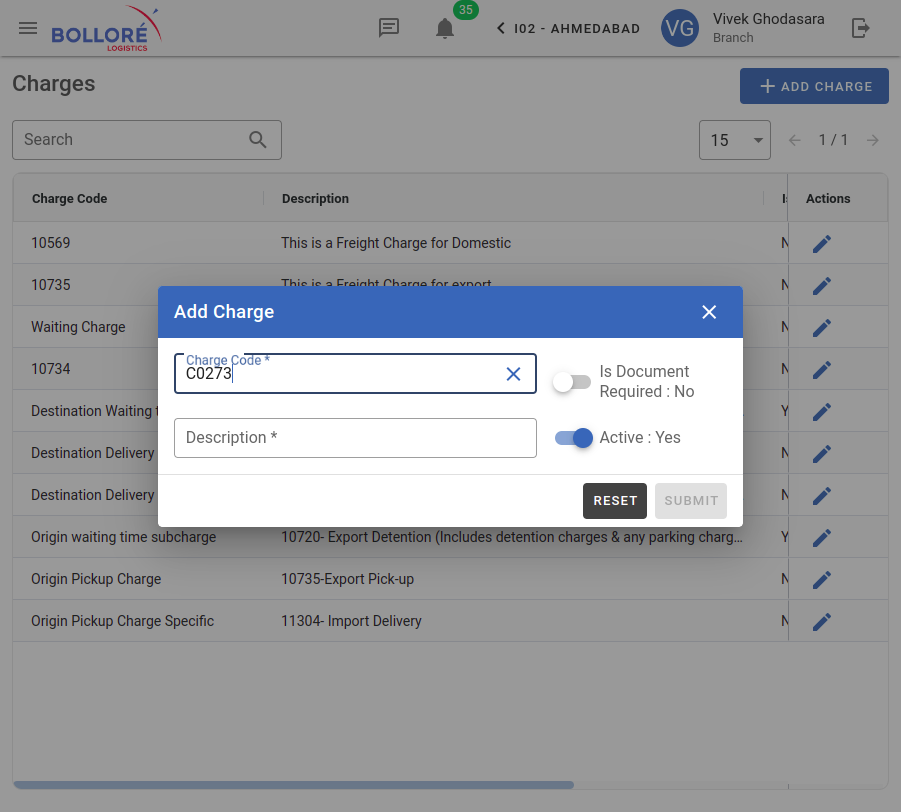 35
BOLLORÉ
LOGISTICS
I02 - AHMEDABAD
VG
Vivek Ghodasara
Branch
Charges
ADD CHARGE
Search
15
1 / 1
Charge Code Description Actions
10569 This is a Freight Charge for Domestic
10735 This is a Freight Charge for export
Waiting Charge
10734
Destination Waiting
Destination Delivery
Destination Delivery
Origin waiting time subcharge 10720- Export Detention (Includes detention charges & any parking charg...
Origin Pickup Charge 10735-Export Pick-up
Origin Pickup Charge Specific 11304- Import Delivery
Add Charge
Charge Code *
C0273
Is Document
Required : No
Description *
Active : Yes
RESET SUBMIT